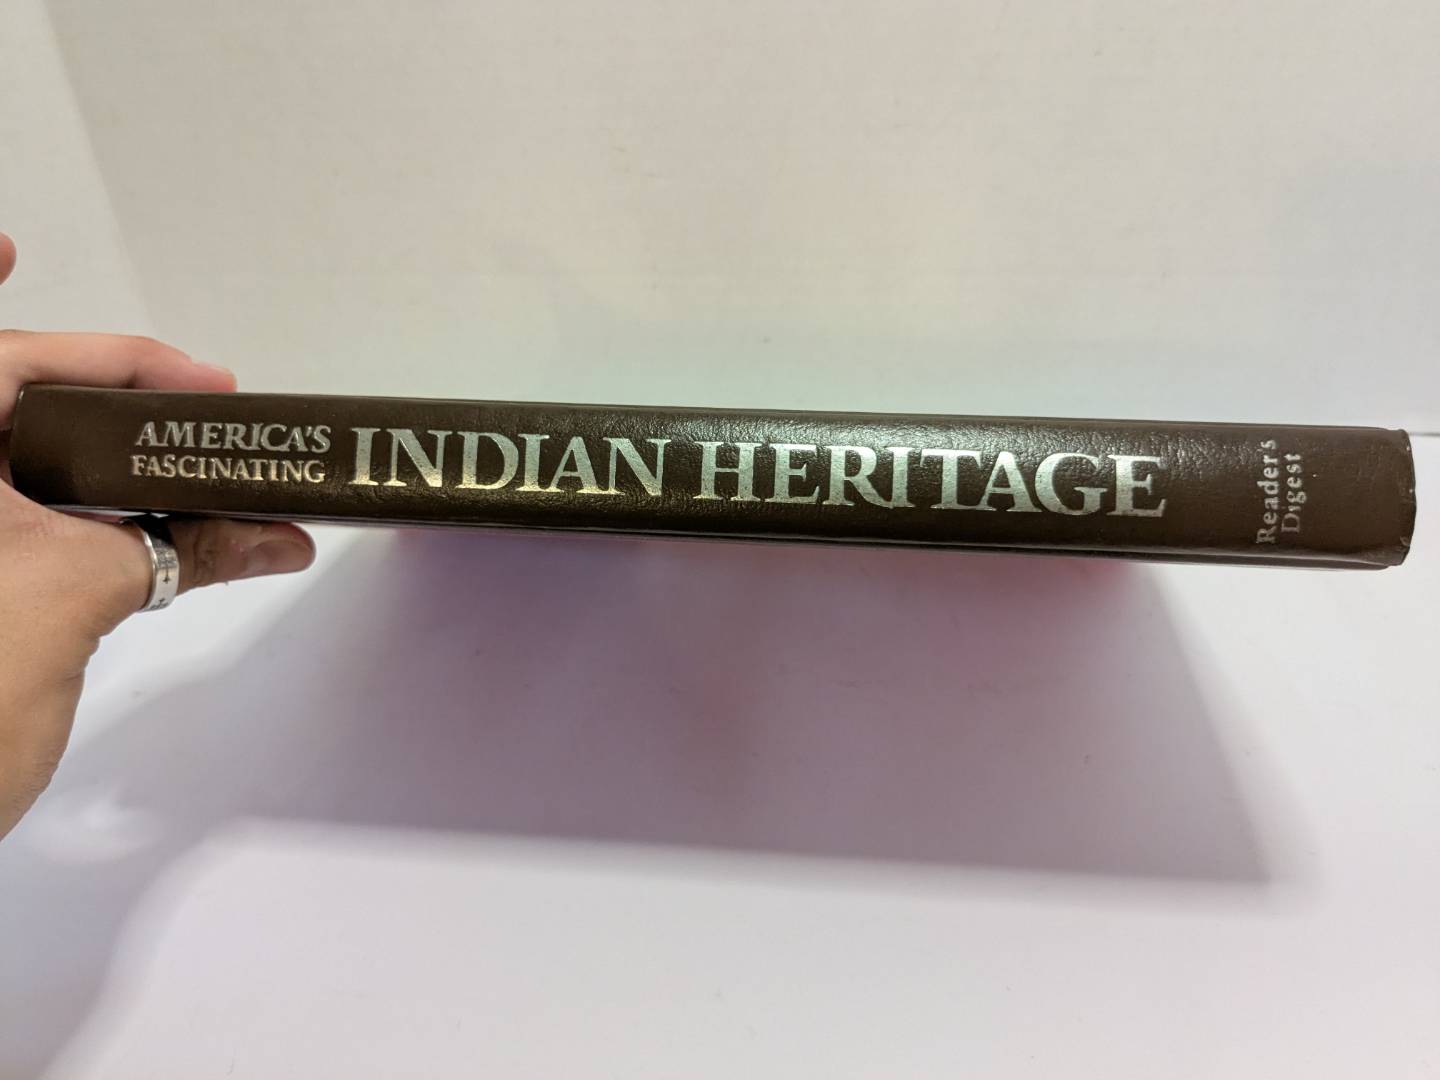 AMERICA'S
FASCINATING
INDIAN HERITAGE
Reader's
Digest